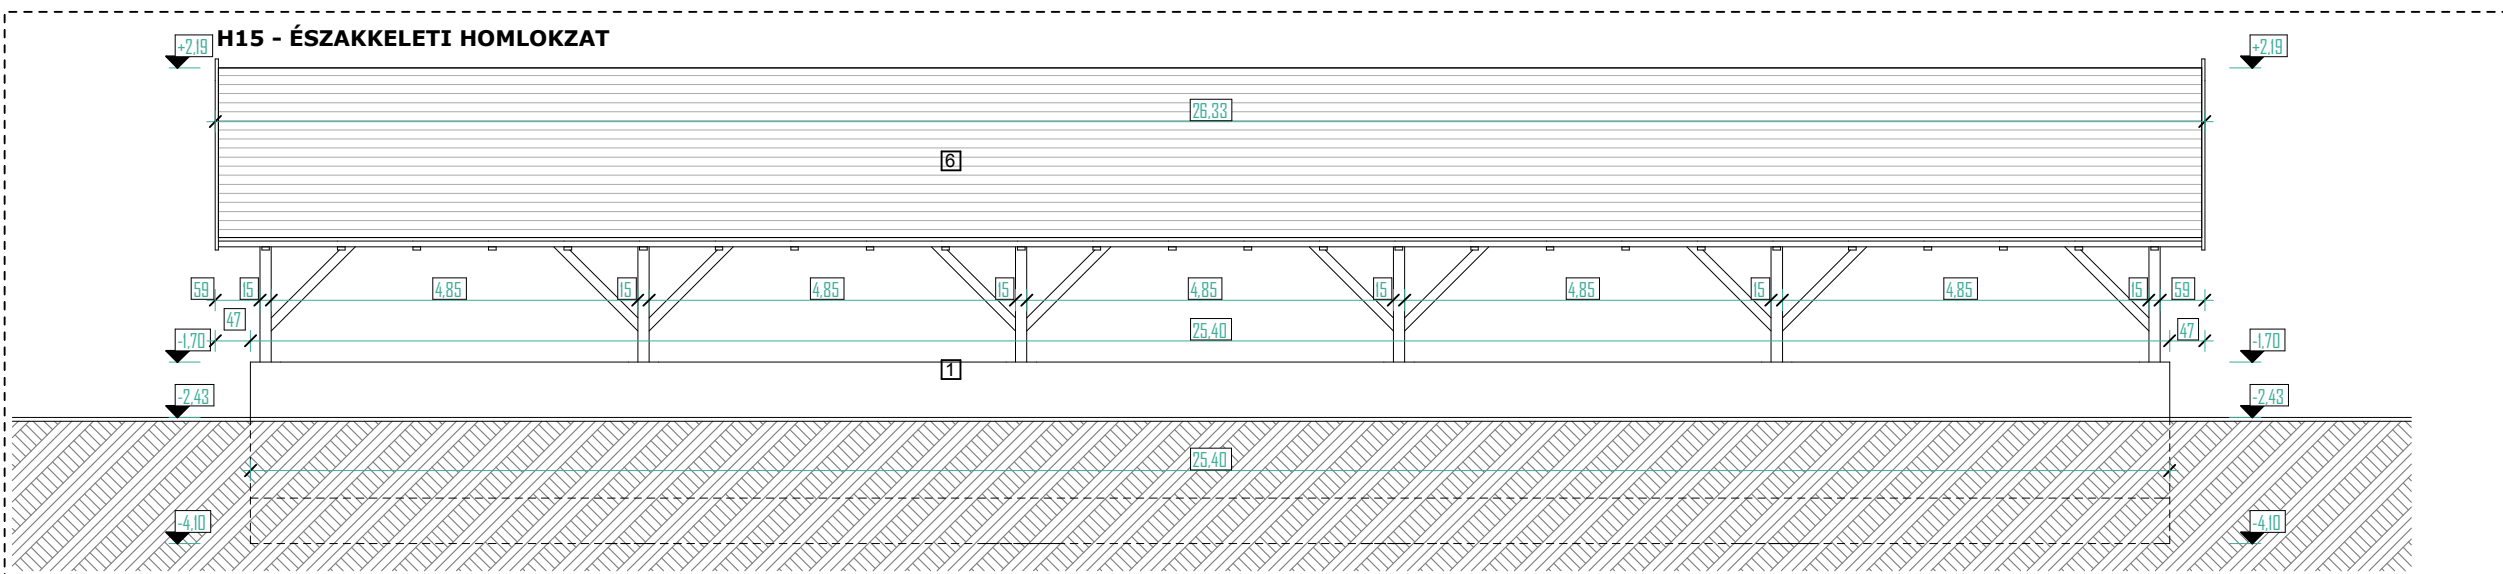 H15 - ÉSZAKKELETI HOMLOKZAT
+2,19 +2,19
26,33
6
59 15 4,85 15 4,85 15 4,85 15 4,85 15 4,85 15 59
47 25,40 47
-1,70 -1,70
1
-2,43 -2,43
25,40
-4,10 -4,10